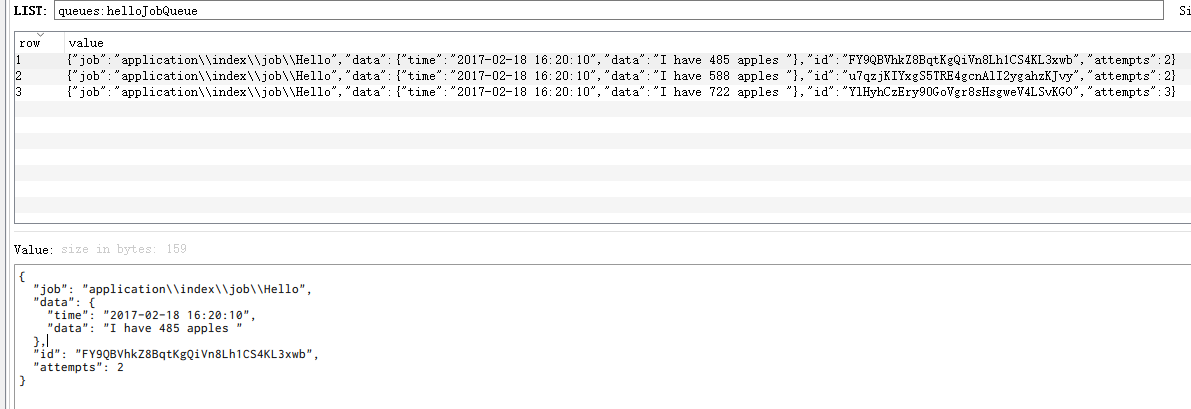 LIST: queues:helloJobQueue Si
row value
1 {"job":"application\\index\\job\\Hello","data":{"time":"2017-02-18 16:20:10","data":"I have 485 apples "},"id":"FY9QBVhkZ8BqtKgQiVn8Lh1CS4KL3xwb","attempts":2}
2 {"job":"application\\index\\job\\Hello","data":{"time":"2017-02-18 16:20:10","data":"I have 588 apples "},"id":"u7qzjKIYxgS5TRE4gcnAlI2ygahzKJvy","attempts":2}
3 {"job":"application\\index\\job\\Hello","data":{"time":"2017-02-18 16:20:10","data":"I have 722 apples "},"id":"YlHyhCzEry90GoVgr8sHsgweV4LSvKGO","attempts":3}
Value: size in bytes: 159
{
"job": "application\\index\\job\\Hello",
"data": {
"time": "2017-02-18 16:20:10",
"data": "I have 485 apples "
},
"id": "FY9QBVhkZ8BqtKgQiVn8Lh1CS4KL3xwb",
"attempts": 2
}